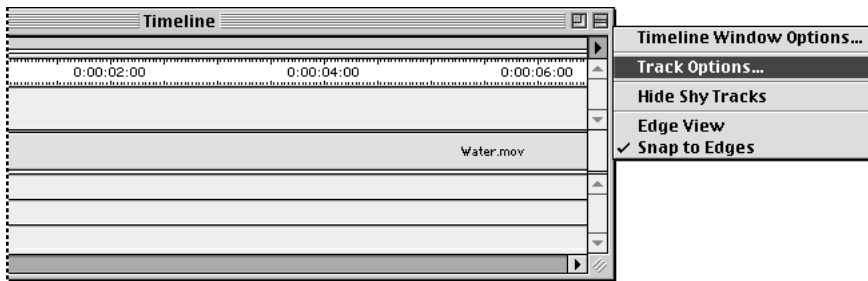 Timeline
0:00:02:00 0:00:04:00 0:00:06:00
Water.mov
Timeline Window Options...
Track Options...
Hide Shy Tracks
Edge View
✓ Snap to Edges